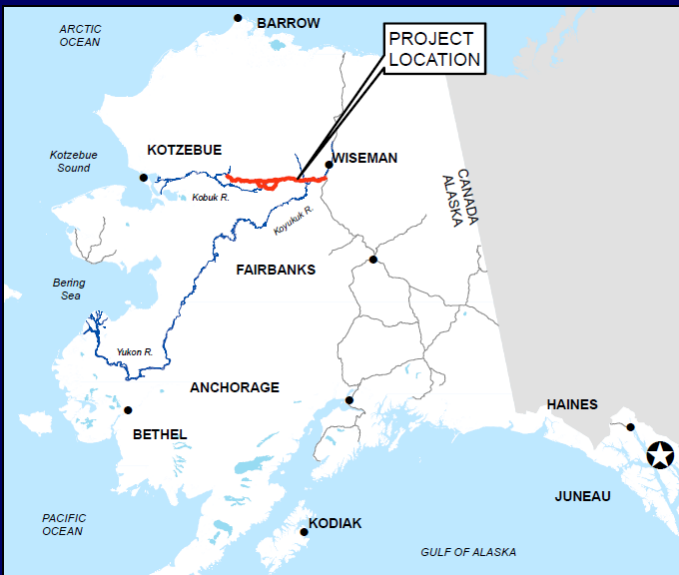 ARCTIC
OCEAN
BARROW
PROJECT
LOCATION
KOTZEBUE
Kotzebue
Sound
WISEMAN
CANADA
ALASKA
Kobuk R.
Koyukuk R.
FAIRBANKS
Bering
Sea
Yukon R.
ANCHORAGE
BETHEL
HAINES
JUNEAU
PACIFIC
OCEAN
KODIAK
GULF OF ALASKA